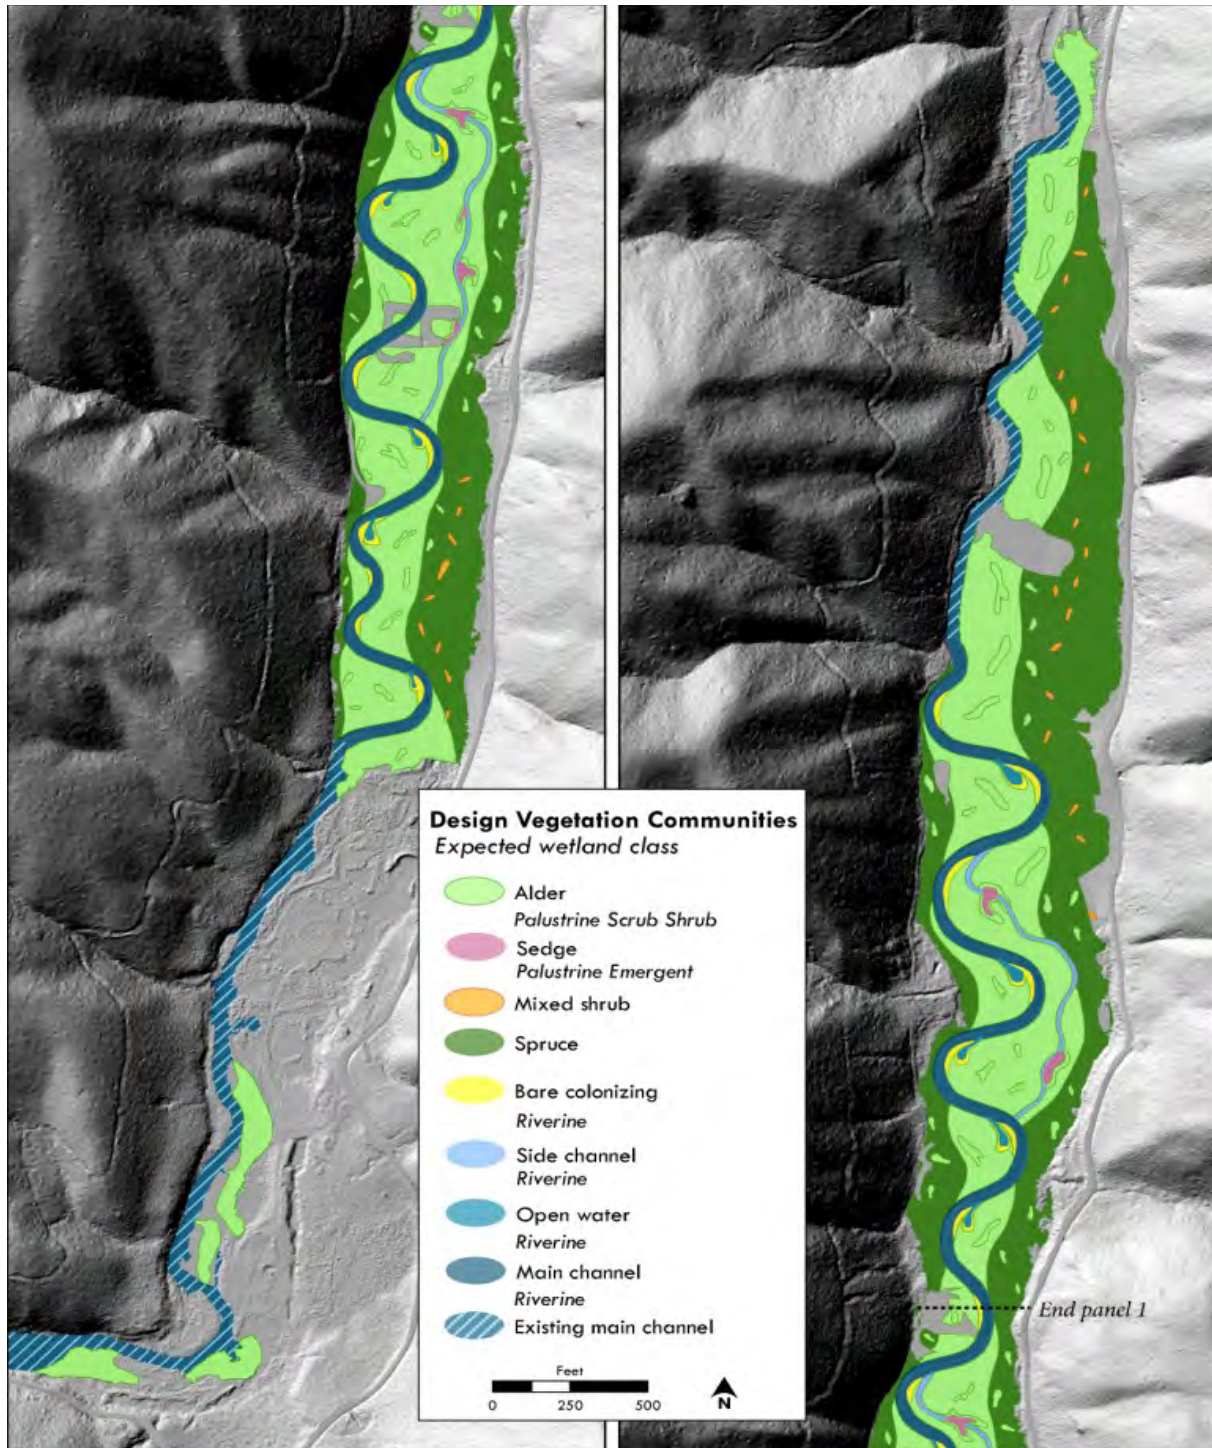 Design Vegetation Communities
Expected wetland class
Alder
Palustrine Scrub Shrub
Sedge
Palustrine Emergent
Mixed shrub
Spruce
Bare colonizing
Riverine
Side channel
Riverine
Open water
Riverine
Main channel
Riverine
Existing main channel
Feet
0 250 500
N
End panel 1